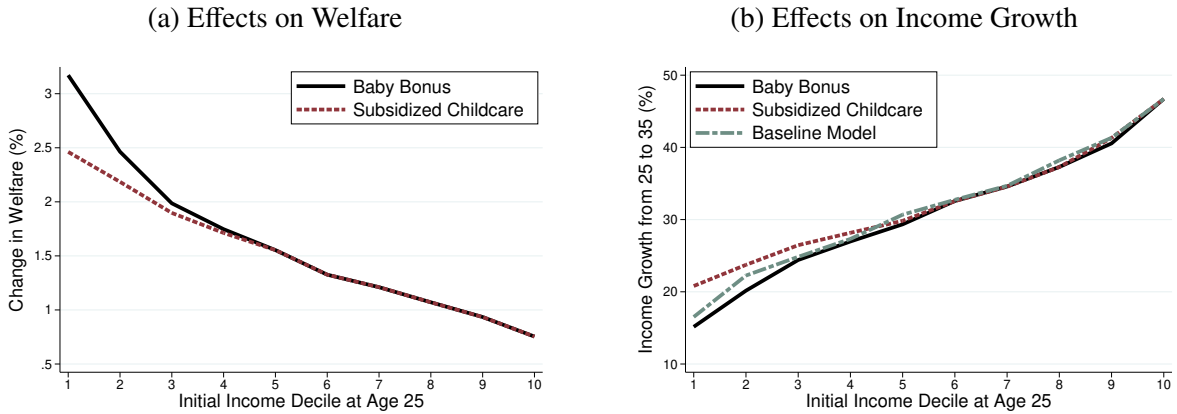 (a) Effects on Welfare
Change in Welfare (%)
3
2.5
2
1.5
1
.5
Baby Bonus
Subsidized Childcare
1 2 3 4 5 6 7 8 9 10
Initial Income Decile at Age 25
(b) Effects on Income Growth
Income Growth from 25 to 35 (%)
50
40
30
20
10
Baby Bonus
Subsidized Childcare
Baseline Model
1 2 3 4 5 6 7 8 9 10
Initial Income Decile at Age 25